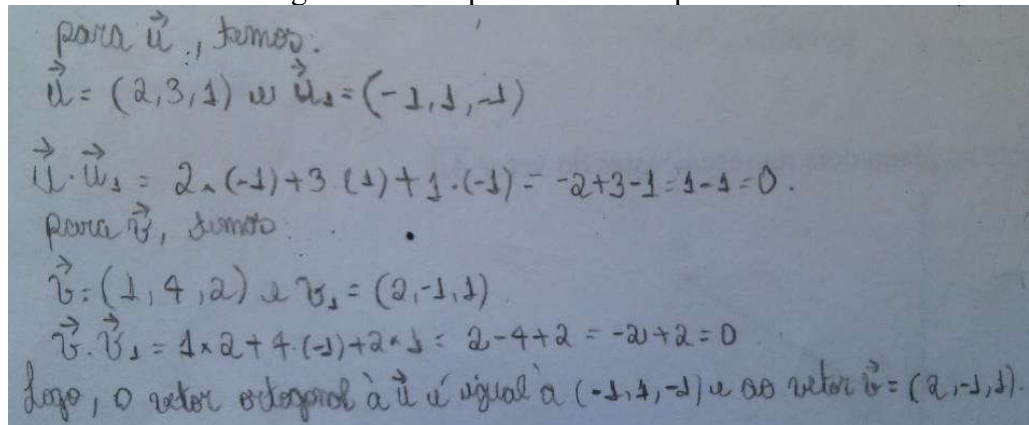 para u⃗, temos:
u⃗ = (2,3,1) e u⃗₁ = (-1,1,-1)
u⃗·u⃗₁ = 2×(-1)+3·(1)+1·(-1) = -2+3-1=1-1=0.
para v⃗, temos:
v⃗ = (1,4,2) e v₁ = (2,-1,1)
v⃗·v⃗₁ = 1×2+4·(-1)+2×1 = 2-4+2 = -2+2=0
Logo, o vetor ortogonal à u⃗ é igual à (-1,1,-1) e ao vetor v⃗ = (2,-1,1).